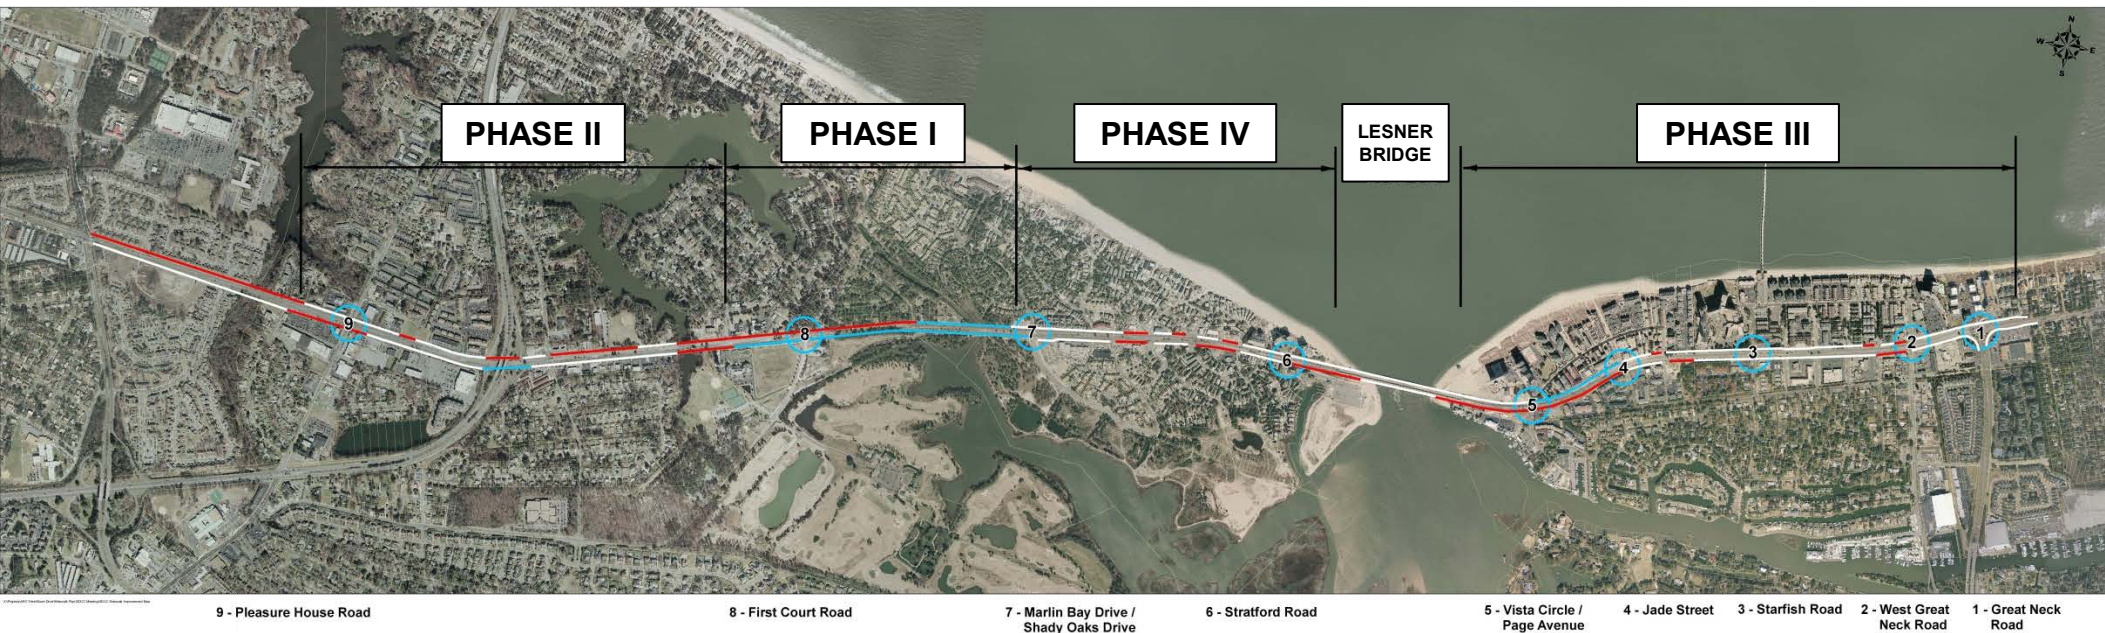 N
W
E
S
PHASE II
PHASE I
PHASE IV
LESNER
BRIDGE
PHASE III
9
8
7
6
5
4
3
2
1
9 - Pleasure House Road
8 - First Court Road
7 - Marlin Bay Drive /
Shady Oaks Drive
6 - Stratford Road
5 - Vista Circle /
Page Avenue
4 - Jade Street
3 - Starfish Road
2 - West Great
Neck Road
1 - Great Neck
Road